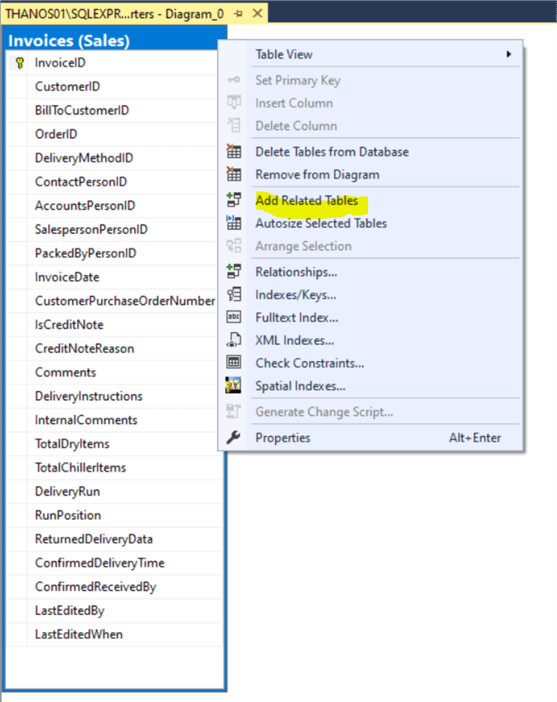 THANOS01\SQLEXPR...rters - Diagram_0
Invoices (Sales)
InvoiceID
CustomerID
BillToCustomerID
OrderID
DeliveryMethodID
ContactPersonID
AccountsPersonID
SalespersonPersonID
PackedByPersonID
InvoiceDate
CustomerPurchaseOrderNumber
IsCreditNote
CreditNoteReason
Comments
DeliveryInstructions
InternalComments
TotalDryItems
TotalChillerItems
DeliveryRun
RunPosition
ReturnedDeliveryData
ConfirmedDeliveryTime
ConfirmedReceivedBy
LastEditedBy
LastEditedWhen
Table View
Set Primary Key
Insert Column
Delete Column
Delete Tables from Database
Remove from Diagram
Add Related Tables
Autosize Selected Tables
Arrange Selection
Relationships...
Indexes/Keys...
Fulltext Index...
XML Indexes...
Check Constraints...
Spatial Indexes...
Generate Change Script...
Properties Alt+Enter